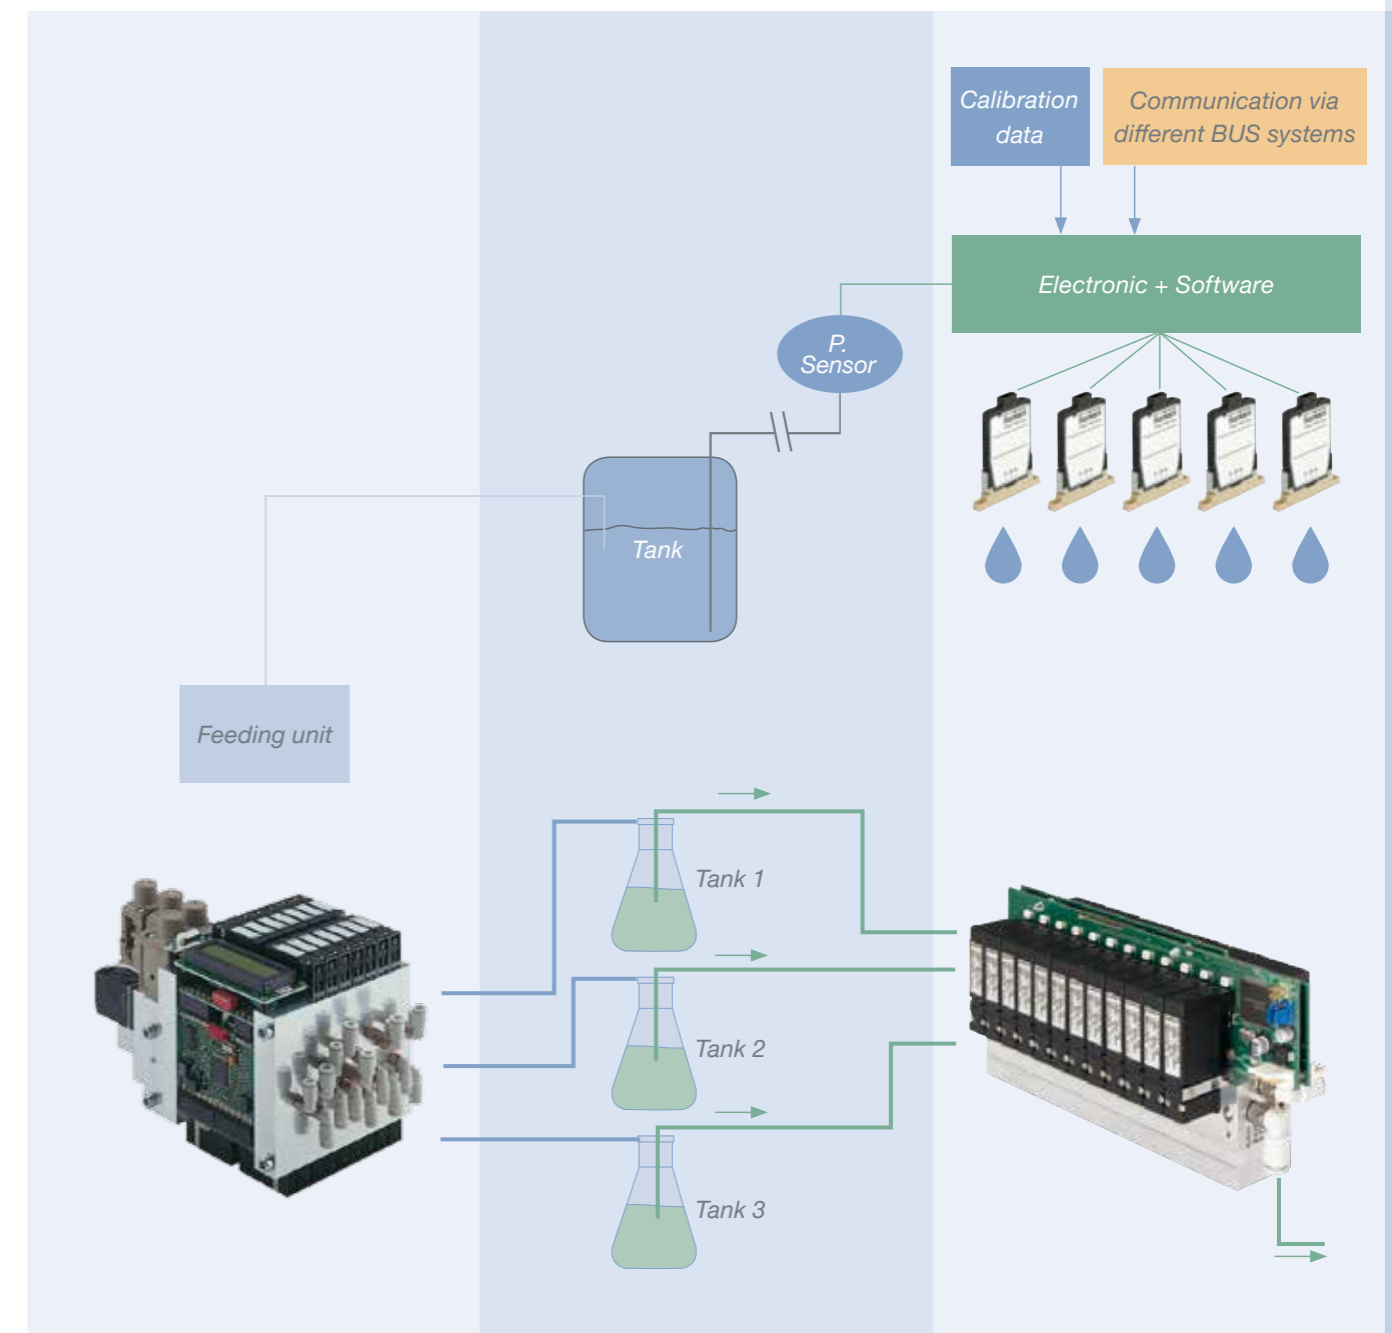 Calibration
data
Communication via
different BUS systems
Electronic + Software
P.
Sensor
Tank
Feeding unit
Tank 1
Tank 2
Tank 3